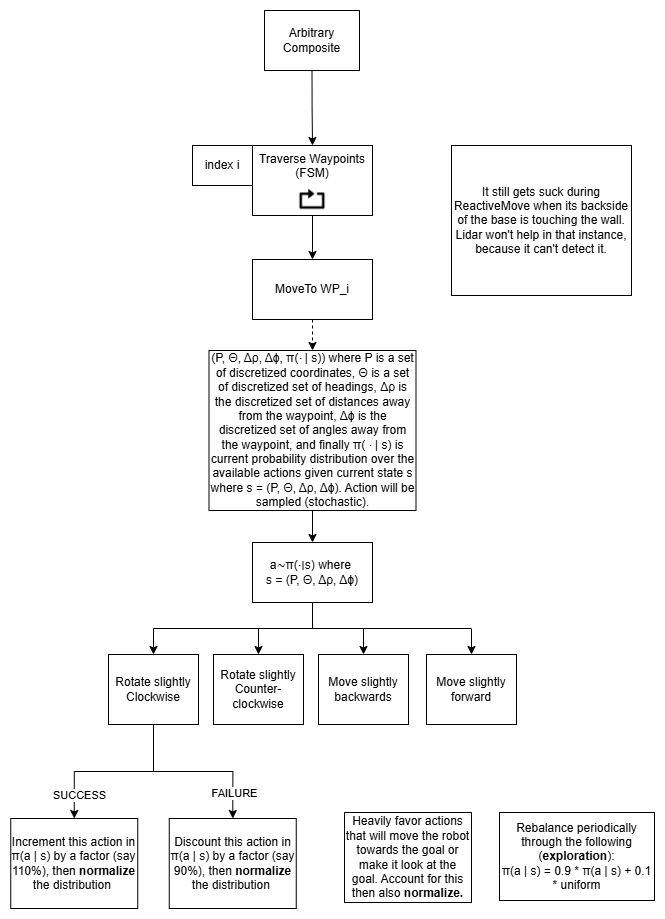 Arbitrary
Composite
index i
Traverse Waypoints
(FSM)
It still gets suck during
ReactiveMove when its backside
of the base is touching the wall.
Lidar won't help in that instance,
because it can't detect it.
MoveTo WP_i
(P, Θ, Δρ, Δϕ, π(· | s)) where P is a set
of discretized coordinates, Θ is a set
of discretized set of headings, Δρ is
the discretized set of distances away
from the waypoint, Δϕ is the
discretized set of angles away from
the waypoint, and finally π( · | s) is
current probability distribution over the
available actions given current state s
where s = (P, Θ, Δρ, Δϕ). Action will be
sampled (stochastic).
a~π(·|s) where
s = (P, Θ, Δρ, Δϕ)
Rotate slightly
Clockwise
Rotate slightly
Counter-
clockwise
Move slightly
backwards
Move slightly
forward
SUCCESS
FAILURE
Increment this action in
π(a | s) by a factor (say
110%), then normalize
the distribution
Discount this action in
π(a | s) by a factor (say
90%), then normalize
the distribution
Heavily favor actions
that will move the robot
towards the goal or
make it look at the
goal. Account for this
then also normalize.
Rebalance periodically
through the following
(exploration):
π(a | s) = 0.9 * π(a | s) + 0.1
* uniform